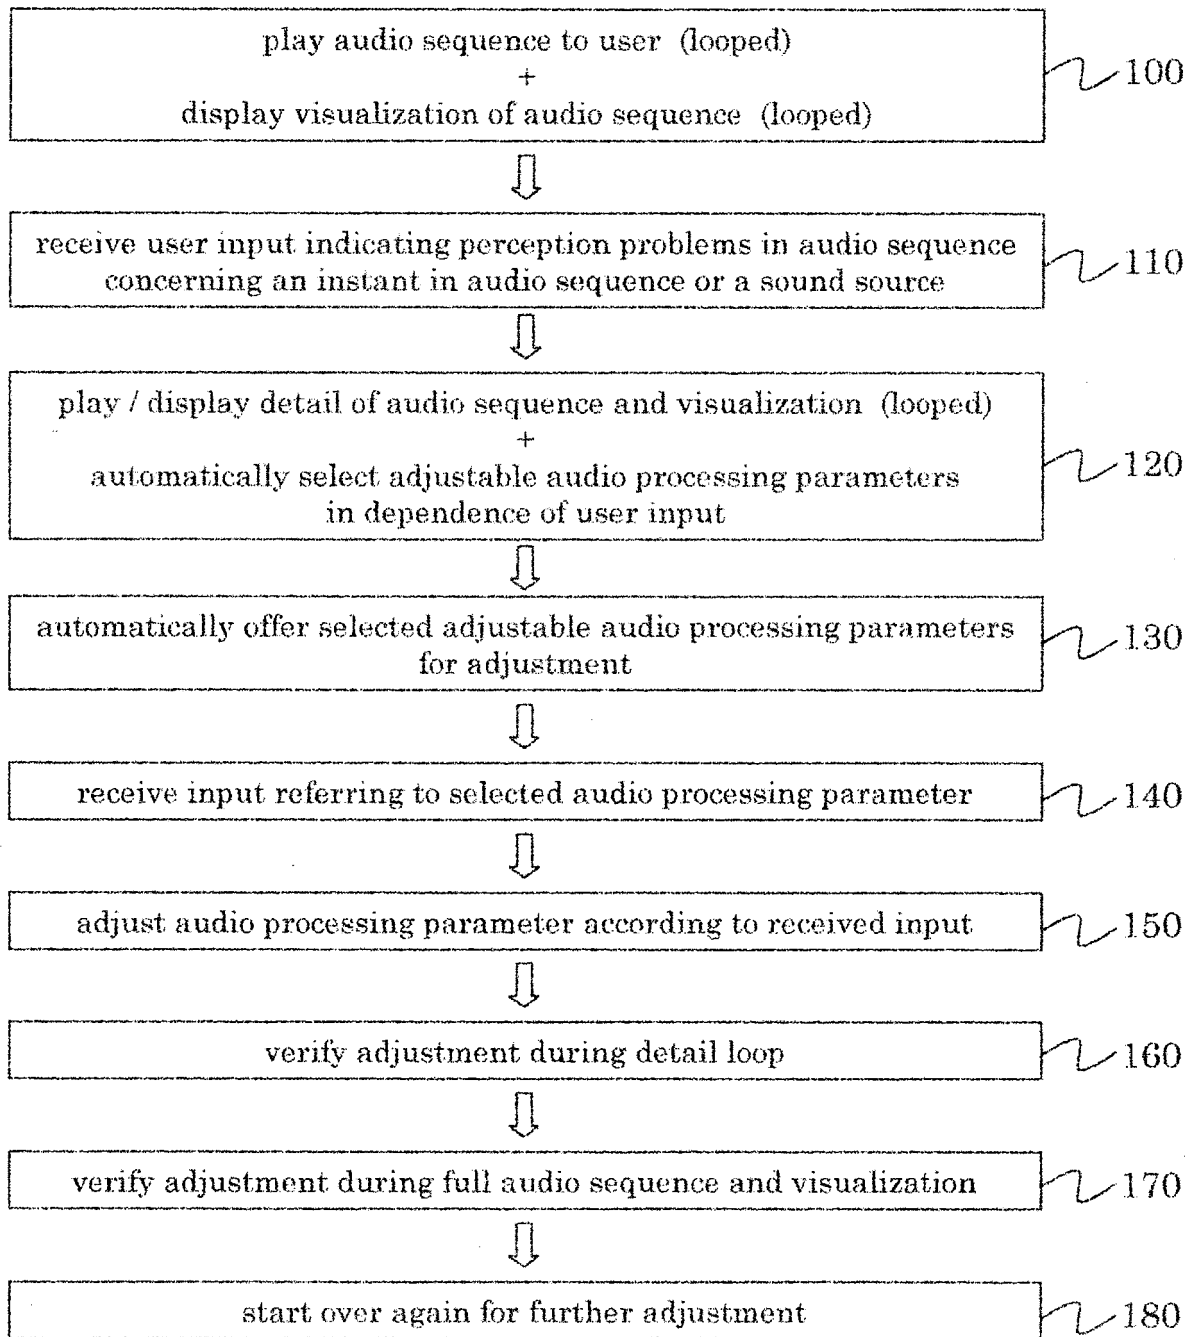 play audio sequence to user (looped)
+
display visualization of audio sequence (looped)
100
receive user input indicating perception problems in audio sequence
concerning an instant in audio sequence or a sound source
110
play / display detail of audio sequence and visualization (looped)
+
automatically select adjustable audio processing parameters
in dependence of user input
120
automatically offer selected adjustable audio processing parameters
for adjustment
130
receive input referring to selected audio processing parameter
140
adjust audio processing parameter according to received input
150
verify adjustment during detail loop
160
verify adjustment during full audio sequence and visualization
170
start over again for further adjustment
180